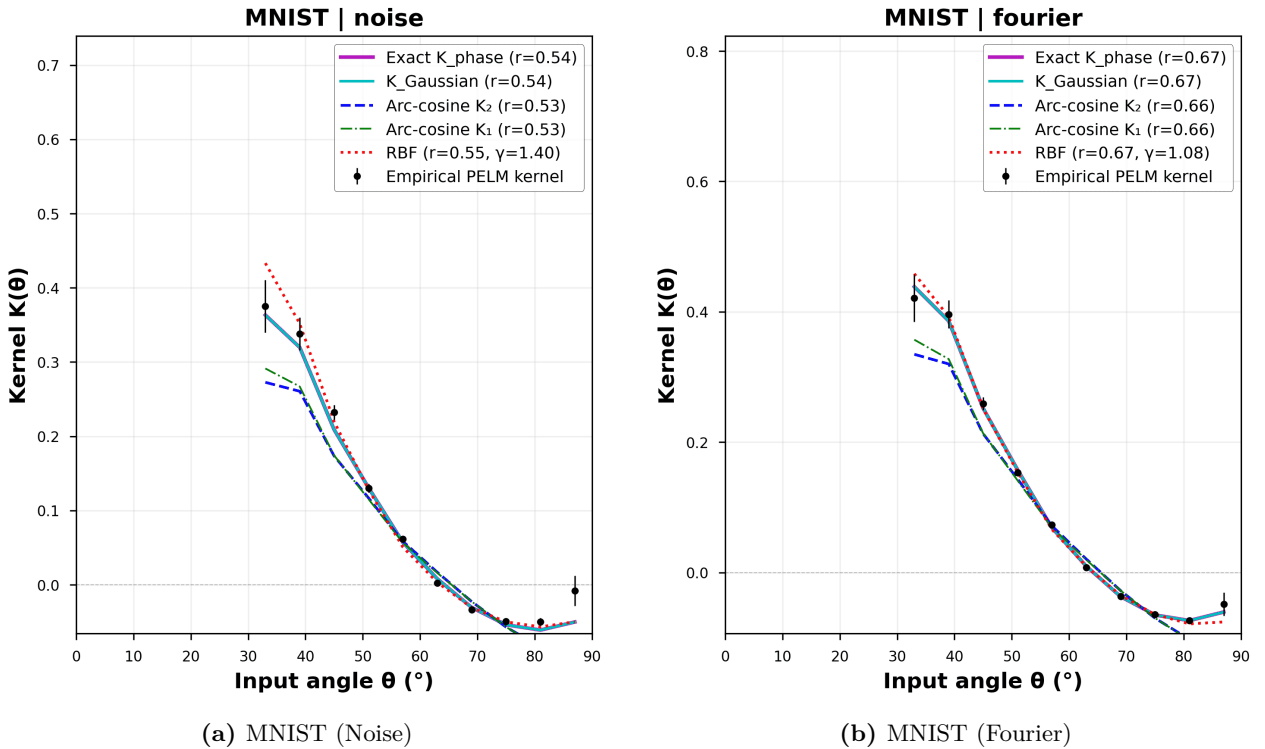 MNIST | noise
Exact K_phase (r=0.54)
K_Gaussian (r=0.54)
Arc-cosine K₂ (r=0.53)
Arc-cosine K₁ (r=0.53)
RBF (r=0.55, γ=1.40)
Empirical PELM kernel
Kernel K(θ)
0.7
0.6
0.5
0.4
0.3
0.2
0.1
0.0
0 10 20 30 40 50 60 70 80 90
Input angle θ (°)
(a) MNIST (Noise)
MNIST | fourier
Exact K_phase (r=0.67)
K_Gaussian (r=0.67)
Arc-cosine K₂ (r=0.66)
Arc-cosine K₁ (r=0.66)
RBF (r=0.67, γ=1.08)
Empirical PELM kernel
Kernel K(θ)
0.8
0.6
0.4
0.2
0.0
0 10 20 30 40 50 60 70 80 90
Input angle θ (°)
(b) MNIST (Fourier)